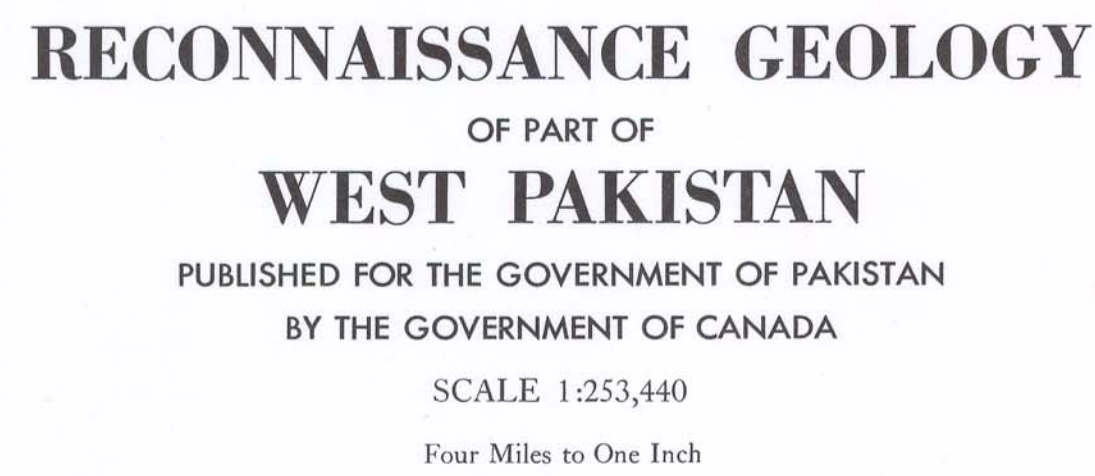 RECONNAISSANCE GEOLOGY
OF PART OF
WEST PAKISTAN
PUBLISHED FOR THE GOVERNMENT OF PAKISTAN
BY THE GOVERNMENT OF CANADA
SCALE 1:253,440
Four Miles to One Inch